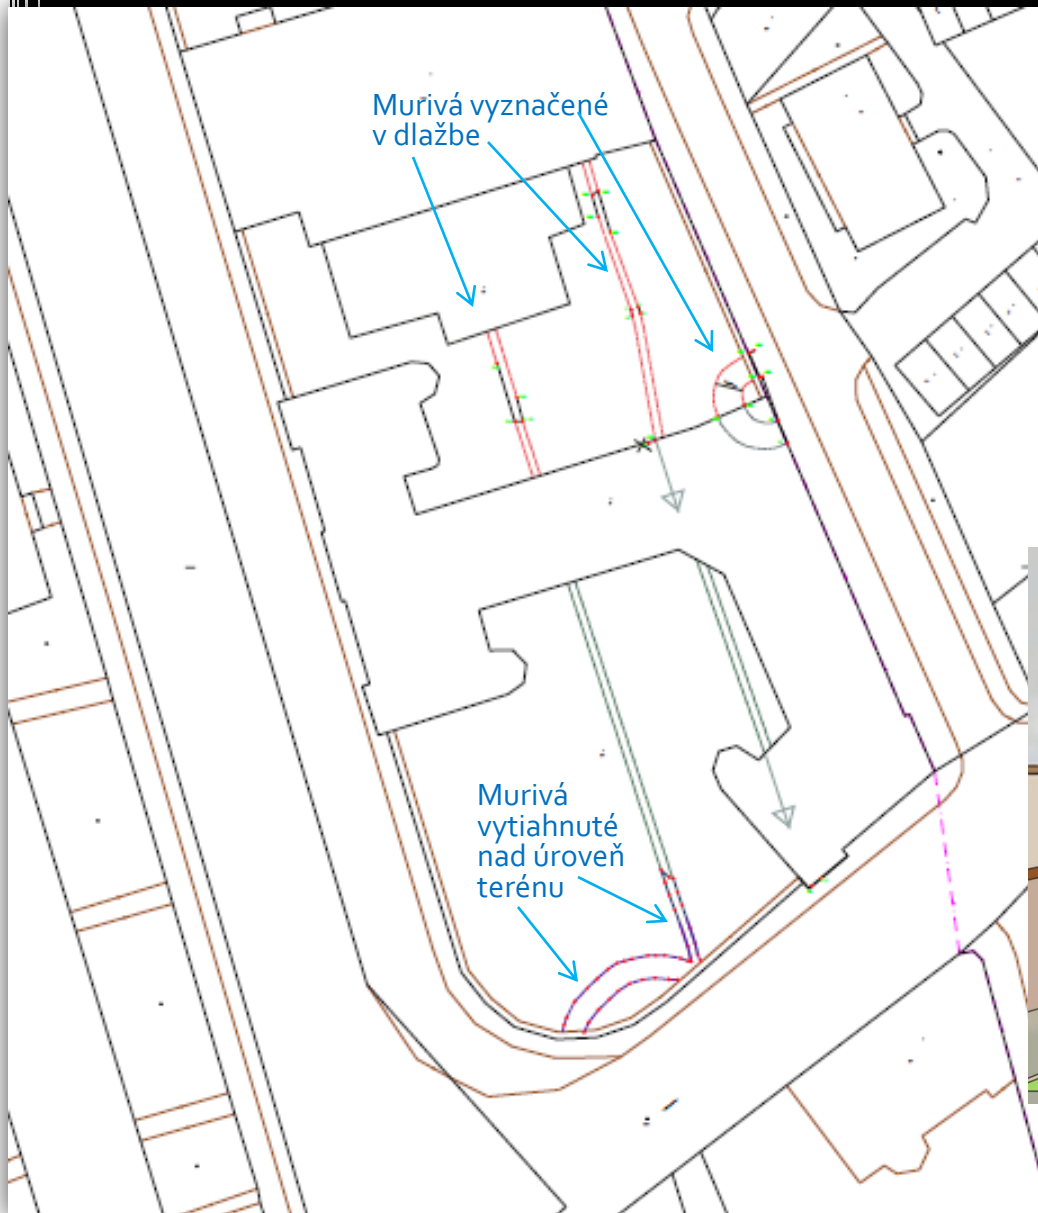 Murivá vyznačené
v dlažbe
Murivá
vytiahnuté
nad úroveň
terénu